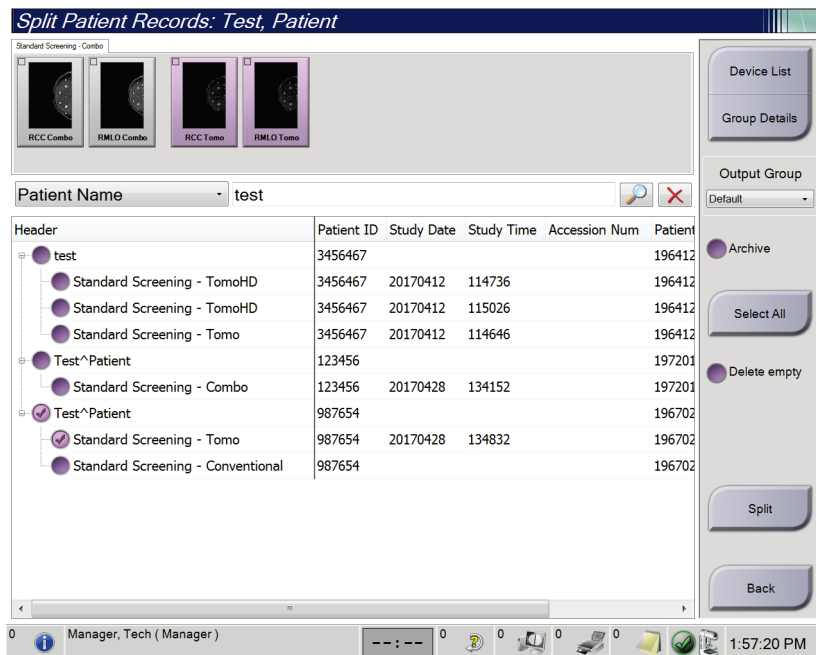 Split Patient Records: Test, Patient
Standard Screening - Combo
RCC Combo RMLO Combo RCC Tomo RMLO Tomo
Device List
Group Details
Output Group
Default
Patient Name test
Header Patient ID Study Date Study Time Accession Num Patient
test 3456467 196412
Standard Screening - TomoHD 3456467 20170412 114736 196412
Standard Screening - TomoHD 3456467 20170412 115026 196412
Standard Screening - Tomo 3456467 20170412 114646 196412
Test^Patient 123456 197201
Standard Screening - Combo 123456 20170428 134152 197201
Test^Patient 987654 196702
Standard Screening - Tomo 987654 20170428 134832 196702
Standard Screening - Conventional 987654 196702
Archive
Select All
Delete empty
Split
Back
0 Manager, Tech ( Manager ) --:-- 0 0 0 0 1:57:20 PM